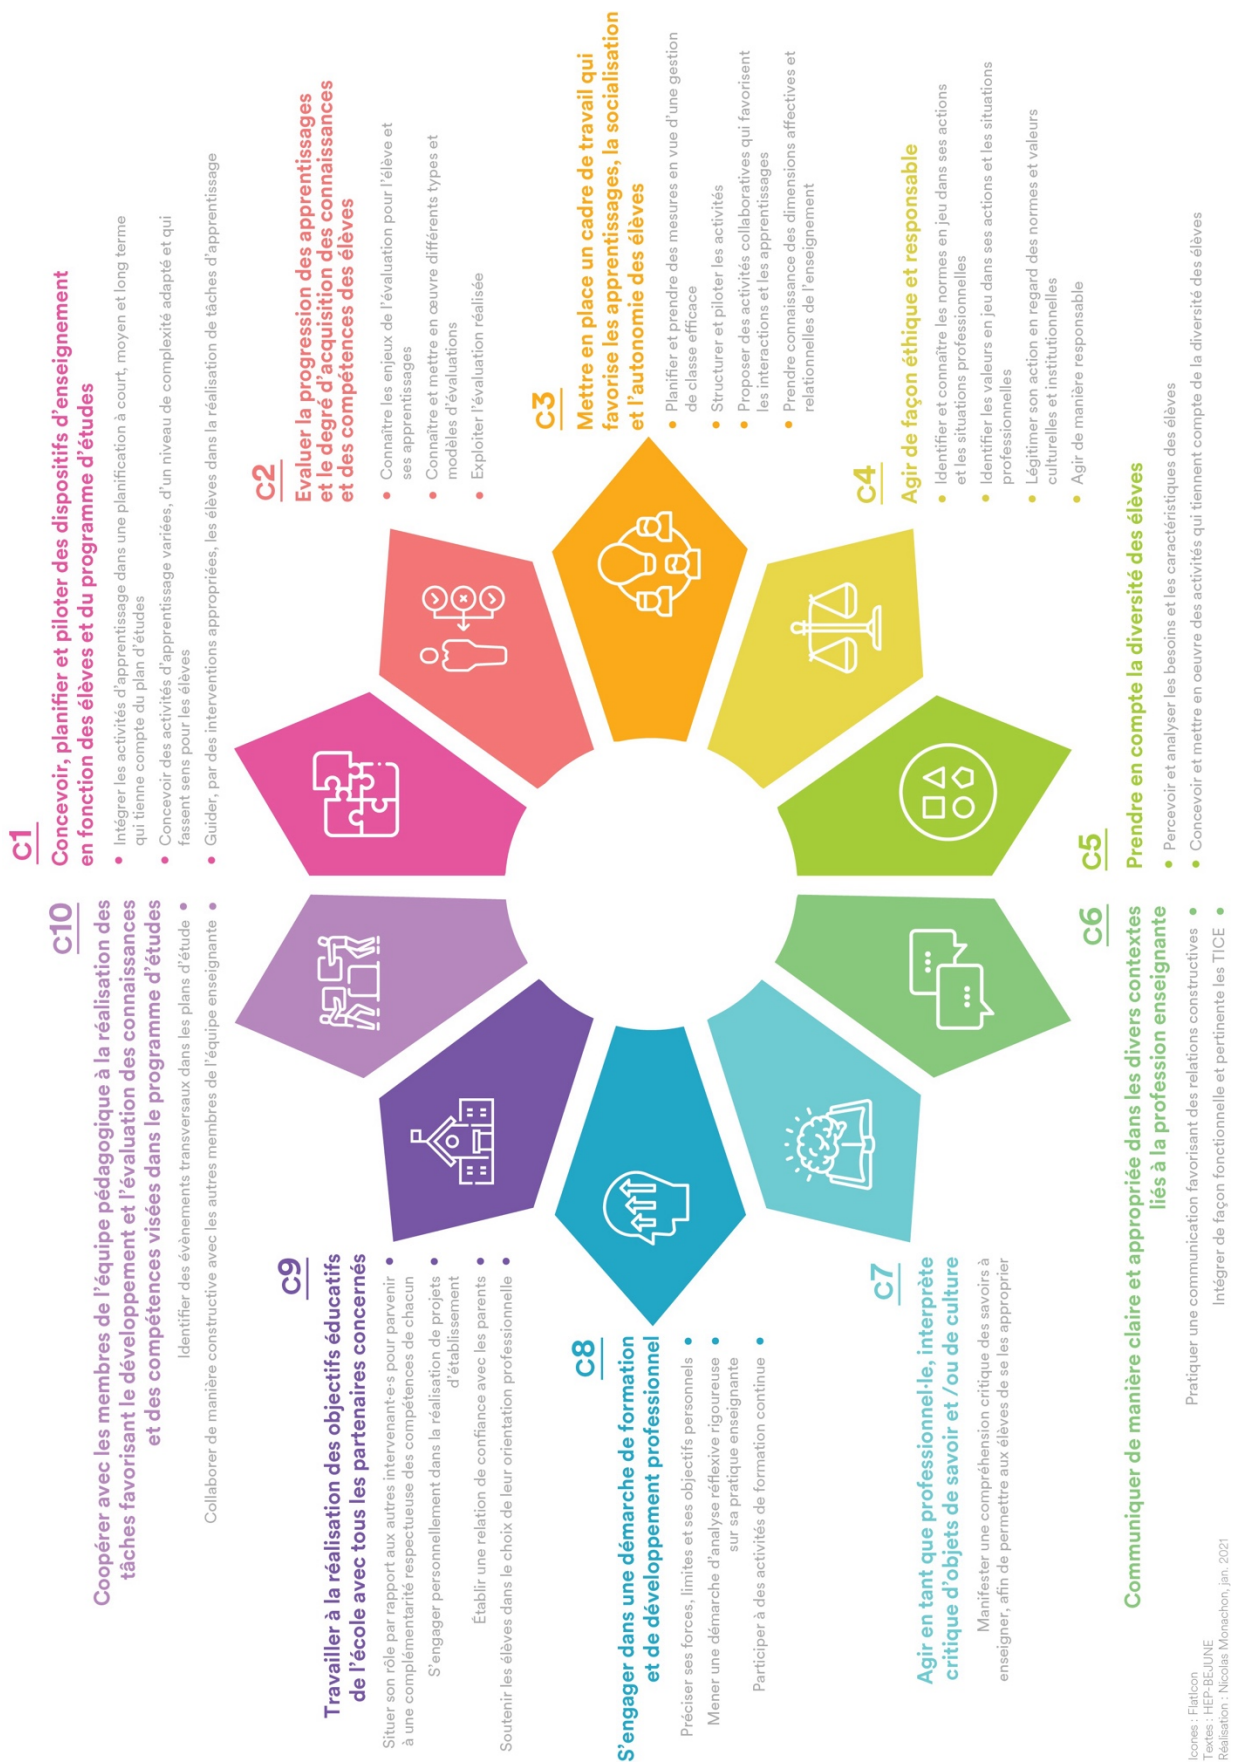 C1
Concevoir, planifier et piloter des dispositifs d'enseignement
en fonction des élèves et du programme d'études
• Intégrer les activités d'apprentissage dans une planification à court, moyen et long terme
qui tienne compte du plan d'études
• Concevoir des activités d'apprentissage variées, d'un niveau de complexité adapté et qui
fassent sens pour les élèves
• Guider, par des interventions appropriées, les élèves dans la réalisation de tâches d'apprentissage
C2
Evaluer la progression des apprentissages
et le degré d'acquisition des connaissances
et des compétences des élèves
• Connaître les enjeux de l'évaluation pour l'élève et
ses apprentissages
• Connaître et mettre en œuvre différents types et
modèles d'évaluations
• Exploiter l'évaluation réalisée
C3
Mettre en place un cadre de travail qui
favorise les apprentissages, la socialisation
et l'autonomie des élèves
• Planifier et prendre des mesures en vue d'une gestion
de classe efficace
• Structurer et piloter les activités
• Proposer des activités collaboratives qui favorisent
les interactions et les apprentissages
• Prendre connaissance des dimensions affectives et
relationnelles de l'enseignement
C4
Agir de façon éthique et responsable
• Identifier et connaître les normes en jeu dans ses actions
et les situations professionnelles
• Identifier les valeurs en jeu dans ses actions et les situations
professionnelles
• Légitimer son action en regard des normes et valeurs
culturelles et institutionnelles
• Agir de manière responsable
C5
Prendre en compte la diversité des élèves
• Percevoir et analyser les besoins et les caractéristiques des élèves
• Concevoir et mettre en oeuvre des activités qui tiennent compte de la diversité des élèves
C6
Communiquer de manière claire et appropriée dans les divers contextes
liés à la profession enseignante
Pratiquer une communication favorisant des relations constructives •
Intégrer de façon fonctionnelle et pertinente les TICE •
C7
Agir en tant que professionnel·le, interprète
critique d'objets de savoir et /ou de culture
Manifester une compréhension critique des savoirs à
enseigner, afin de permettre aux élèves de se les approprier
C8
S'engager dans une démarche de formation
et de développement professionnel
Préciser ses forces, limites et ses objectifs personnels •
Mener une démarche d'analyse réflexive rigoureuse •
sur sa pratique enseignante
Participer à des activités de formation continue •
C9
Travailler à la réalisation des objectifs éducatifs
de l'école avec tous les partenaires concernés
Situer son rôle par rapport aux autres intervenant·e·s pour parvenir •
à une complémentarité respectueuse des compétences de chacun
S'engager personnellement dans la réalisation de projets •
d'établissement
Établir une relation de confiance avec les parents •
Soutenir les élèves dans le choix de leur orientation professionnelle •
C10
Coopérer avec les membres de l'équipe pédagogique à la réalisation des
tâches favorisant le développement et l'évaluation des connaissances
et des compétences visées dans le programme d'études
Identifier des évènements transversaux dans les plans d'étude •
Collaborer de manière constructive avec les autres membres de l'équipe enseignante •
Icones : FlatIcon
Textes : HEP-BEJUNE
Réalisation : Nicolas Monachon, jan. 2021